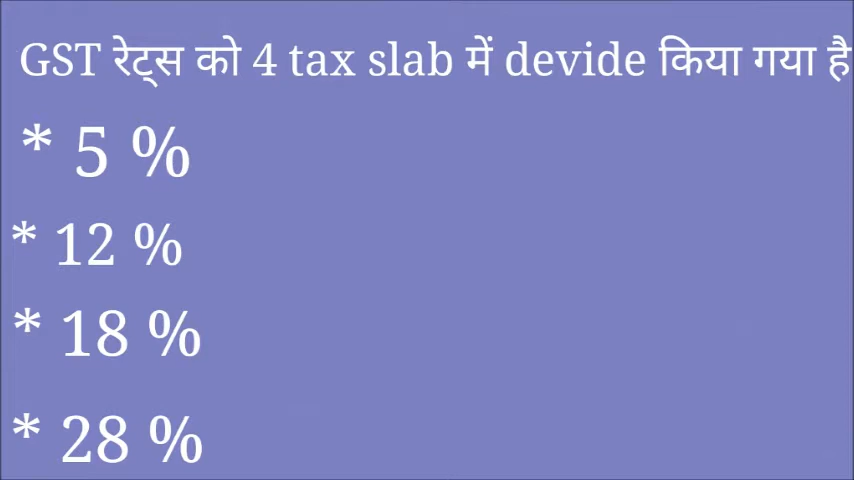 GST रेट्स को 4 tax slab में devide किया गया है
* 5 %
* 12 %
* 18 %
* 28 %